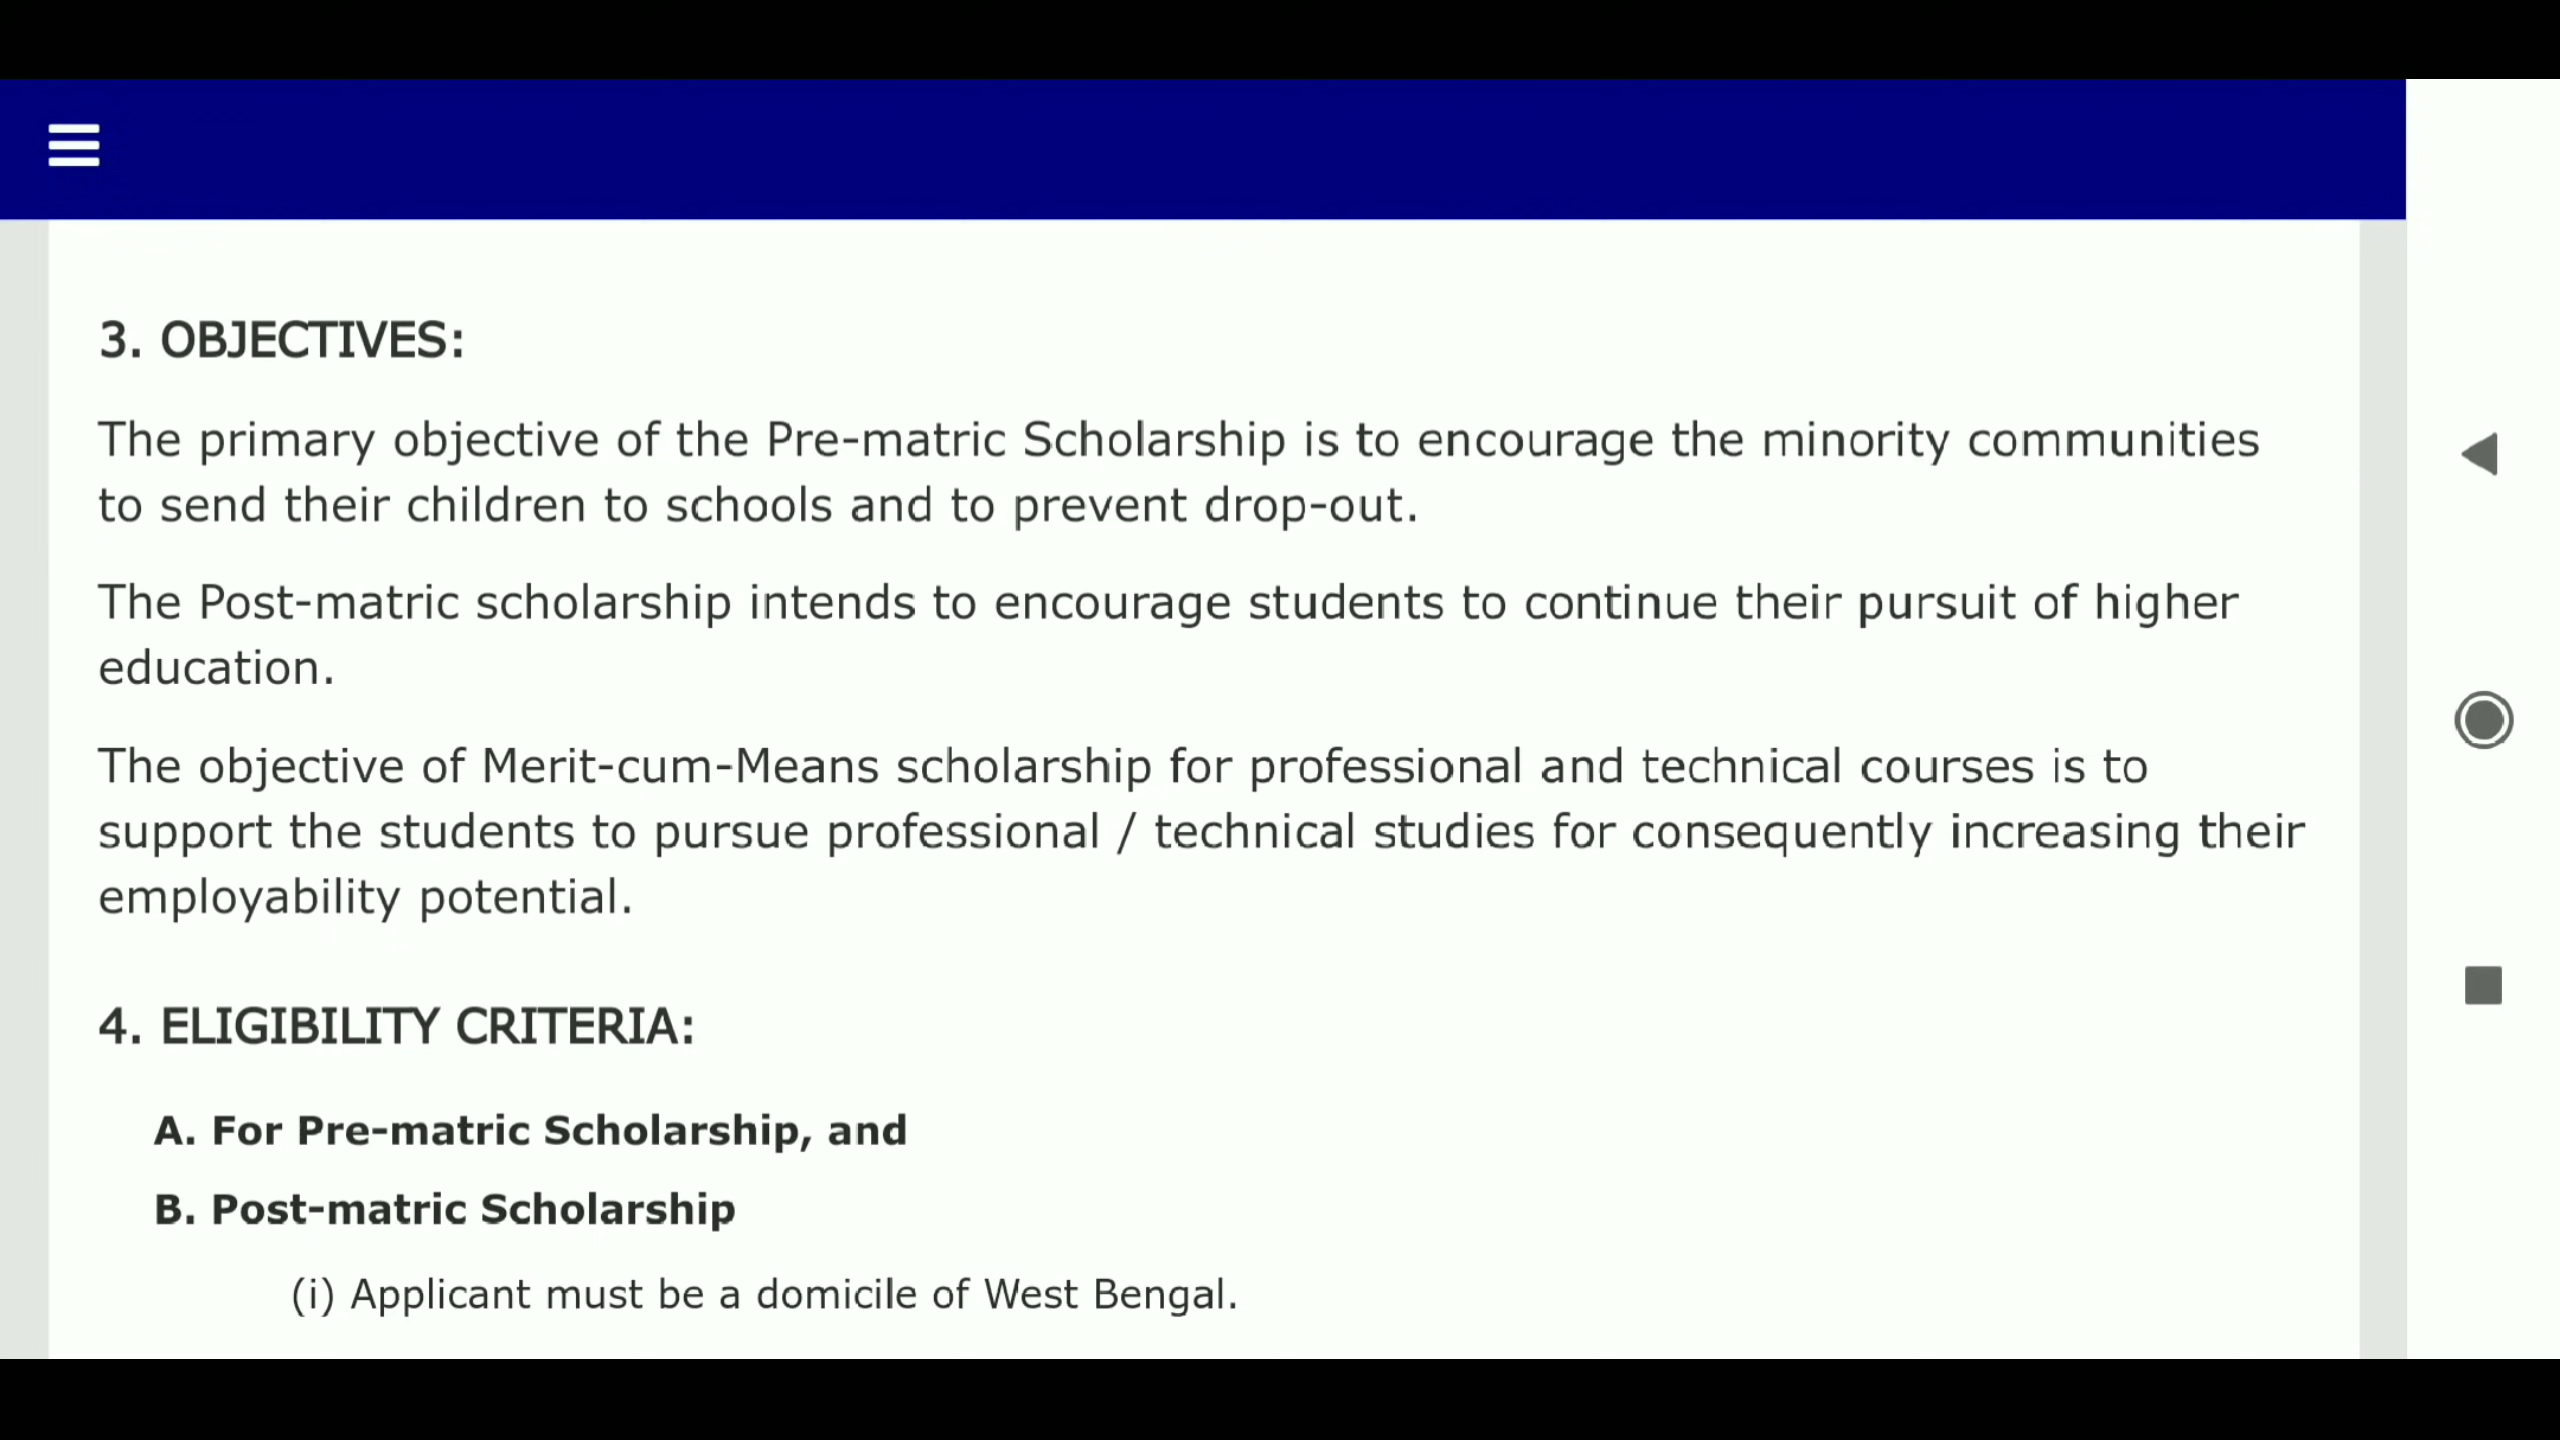 3. OBJECTIVES:
The primary objective of the Pre-matric Scholarship is to encourage the minority communities
to send their children to schools and to prevent drop-out.
The Post-matric scholarship intends to encourage students to continue their pursuit of higher
education.
The objective of Merit-cum-Means scholarship for professional and technical courses is to
support the students to pursue professional / technical studies for consequently increasing their
employability potential.
4. ELIGIBILITY CRITERIA:
A. For Pre-matric Scholarship, and
B. Post-matric Scholarship
(i) Applicant must be a domicile of West Bengal.